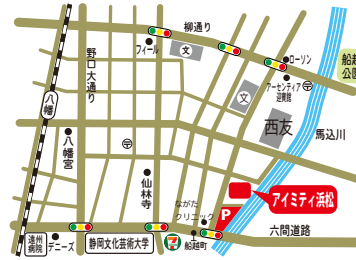 柳通り
フィール
文
ローソン
船越
公園
アーセンティア
迎賓館
野口大通り
八幡
文
西友
馬込川
八幡宮
仙林寺
ながた
クリニック
アイミティ浜松
P
六間道路
遠州
病院
デニーズ
静岡文化芸術大学
7
船越町